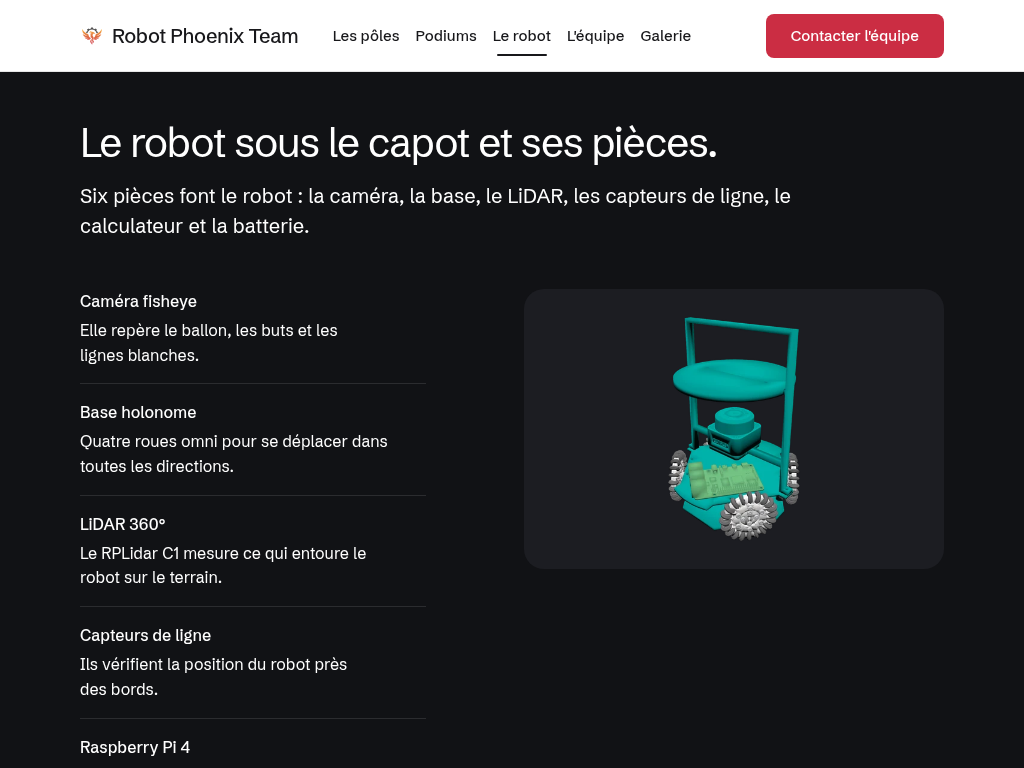 Robot Phoenix Team
Les pôles
Podiums
Le robot
L'équipe
Galerie
Contacter l'équipe
Le robot sous le capot et ses pièces.
Six pièces font le robot : la caméra, la base, le LiDAR, les capteurs de ligne, le
calculateur et la batterie.
Caméra fisheye
Elle repère le ballon, les buts et les
lignes blanches.
Base holonome
Quatre roues omni pour se déplacer dans
toutes les directions.
LiDAR 360°
Le RPLidar C1 mesure ce qui entoure le
robot sur le terrain.
Capteurs de ligne
Ils vérifient la position du robot près
des bords.
Raspberry Pi 4